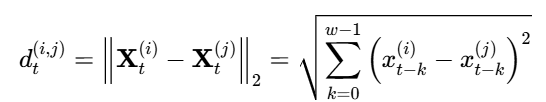 $d_t^{(i,j)} = \left\| \mathbf{X}_t^{(i)} - \mathbf{X}_t^{(j)} \right\|_2 = \sqrt{\sum_{k=0}^{w-1} \left( x_{t-k}^{(i)} - x_{t-k}^{(j)} \right)^2}$